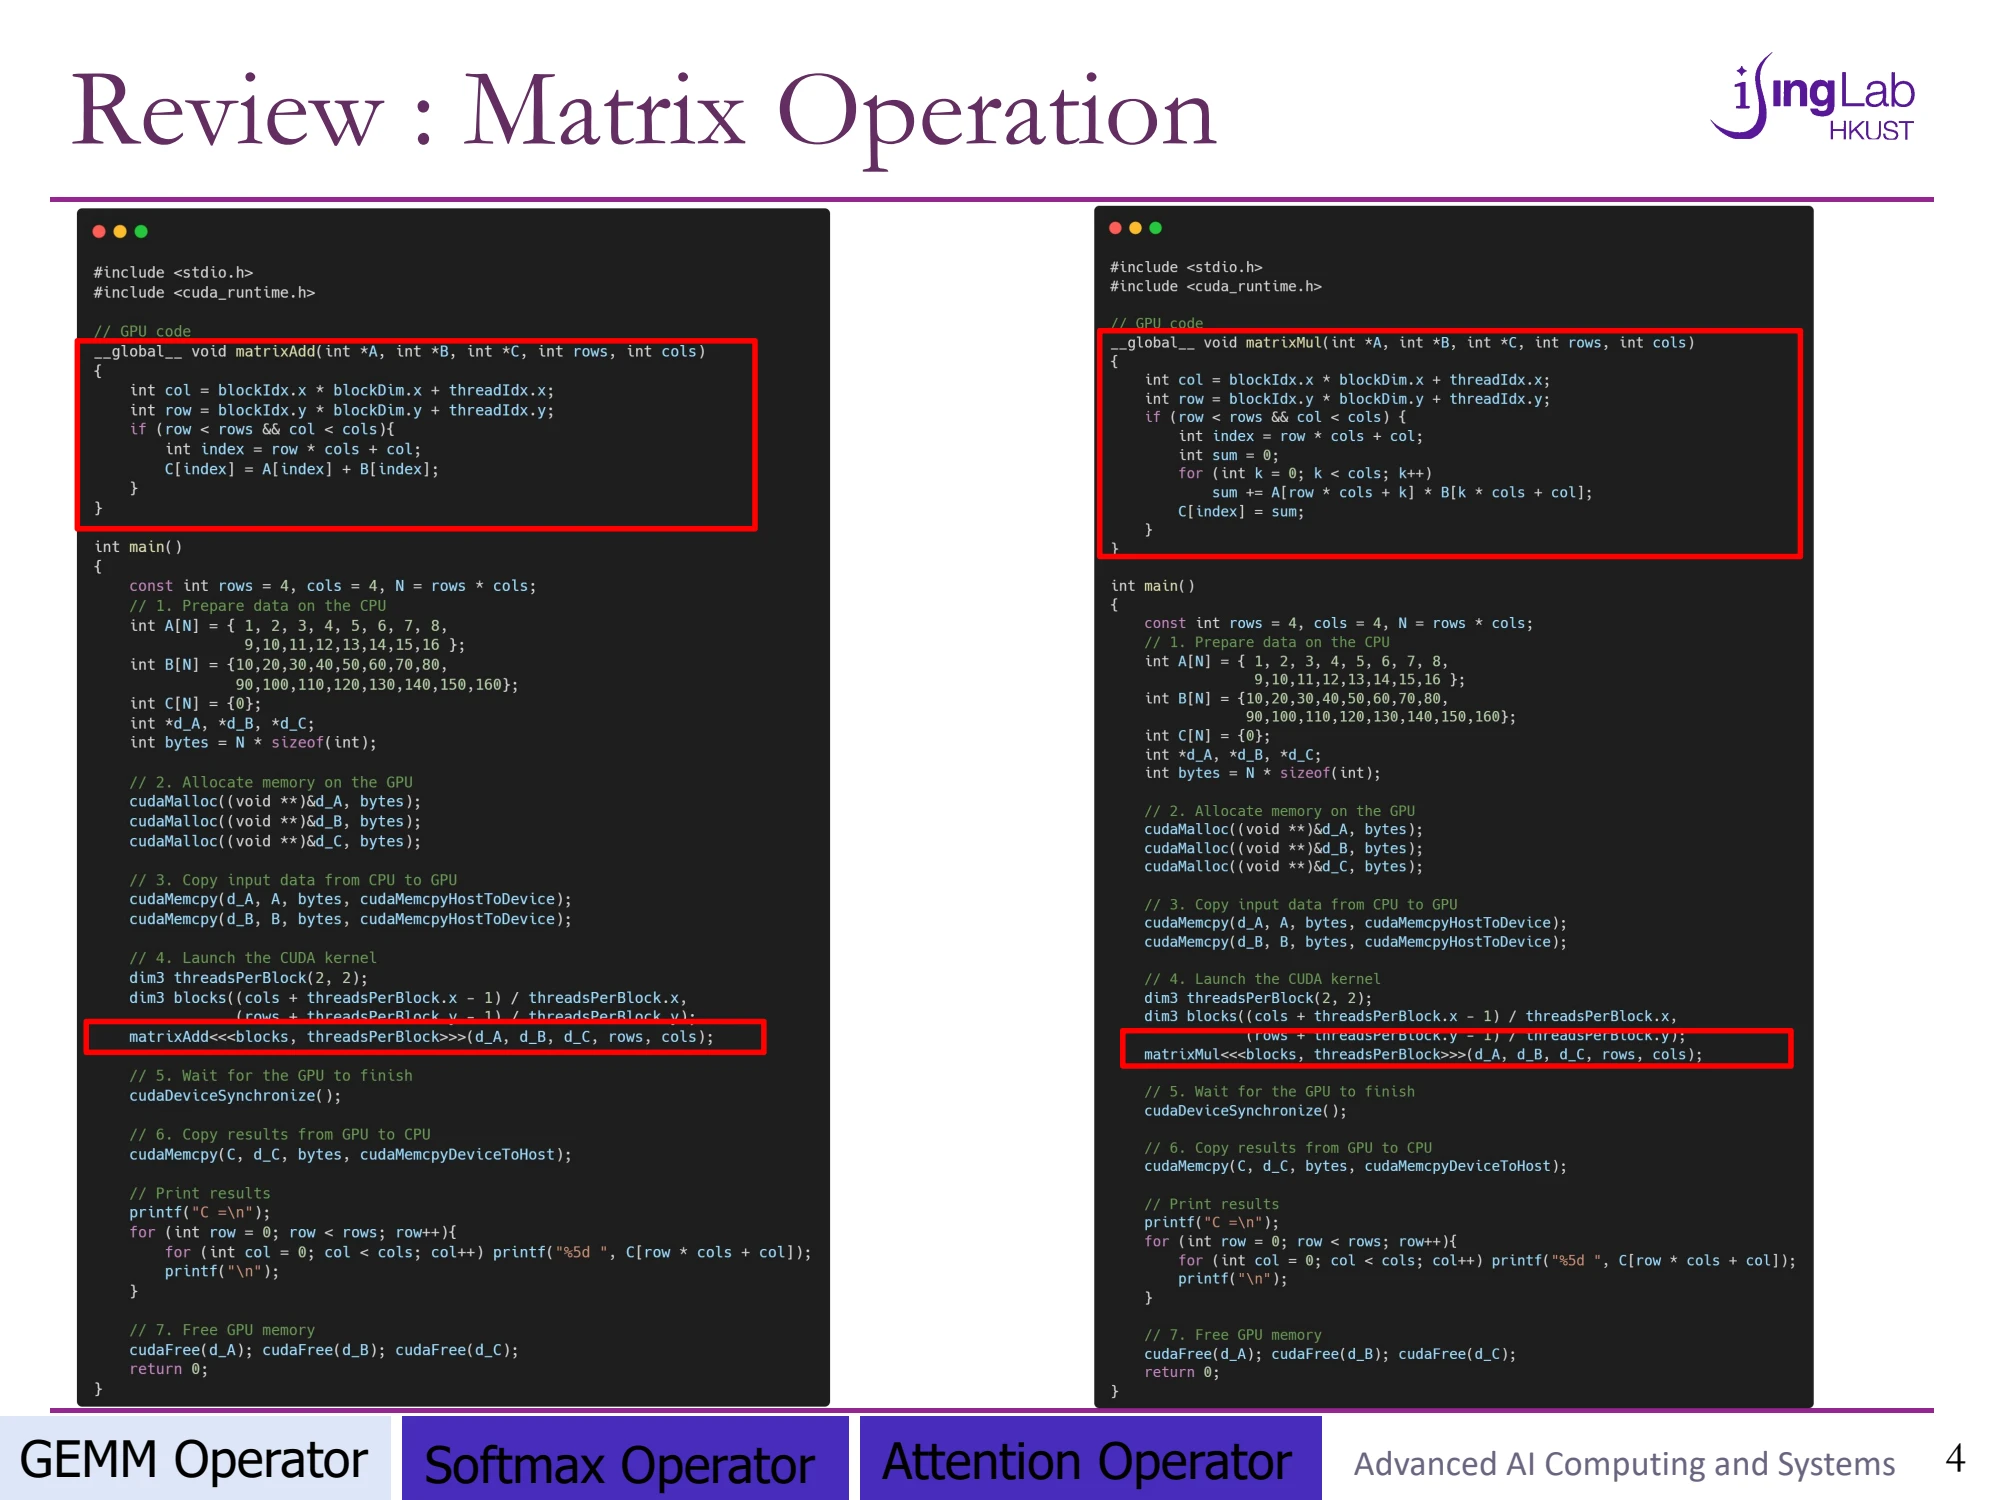 Review : Matrix Operation
isingLab
HKUST
#include <stdio.h>
#include <cuda_runtime.h>
// GPU code
__global__ void matrixAdd(int *A, int *B, int *C, int rows, int cols)
{
    int col = blockIdx.x * blockDim.x + threadIdx.x;
    int row = blockIdx.y * blockDim.y + threadIdx.y;
    if (row < rows && col < cols){
        int index = row * cols + col;
        C[index] = A[index] + B[index];
    }
}
int main()
{
    const int rows = 4, cols = 4, N = rows * cols;
    // 1. Prepare data on the CPU
    int A[N] = { 1, 2, 3, 4, 5, 6, 7, 8,
                 9,10,11,12,13,14,15,16 };
    int B[N] = {10,20,30,40,50,60,70,80,
                90,100,110,120,130,140,150,160};
    int C[N] = {0};
    int *d_A, *d_B, *d_C;
    int bytes = N * sizeof(int);
    // 2. Allocate memory on the GPU
    cudaMalloc((void **)&d_A, bytes);
    cudaMalloc((void **)&d_B, bytes);
    cudaMalloc((void **)&d_C, bytes);
    // 3. Copy input data from CPU to GPU
    cudaMemcpy(d_A, A, bytes, cudaMemcpyHostToDevice);
    cudaMemcpy(d_B, B, bytes, cudaMemcpyHostToDevice);
    // 4. Launch the CUDA kernel
    dim3 threadsPerBlock(2, 2);
    dim3 blocks((cols + threadsPerBlock.x - 1) / threadsPerBlock.x,
                (rows + threadsPerBlock.y - 1) / threadsPerBlock.y);
    matrixAdd<<<blocks, threadsPerBlock>>>(d_A, d_B, d_C, rows, cols);
    // 5. Wait for the GPU to finish
    cudaDeviceSynchronize();
    // 6. Copy results from GPU to CPU
    cudaMemcpy(C, d_C, bytes, cudaMemcpyDeviceToHost);
    // Print results
    printf("C =\n");
    for (int row = 0; row < rows; row++){
        for (int col = 0; col < cols; col++) printf("%5d ", C[row * cols + col]);
        printf("\n");
    }
    // 7. Free GPU memory
    cudaFree(d_A); cudaFree(d_B); cudaFree(d_C);
    return 0;
}
#include <stdio.h>
#include <cuda_runtime.h>
// GPU code
__global__ void matrixMul(int *A, int *B, int *C, int rows, int cols)
{
    int col = blockIdx.x * blockDim.x + threadIdx.x;
    int row = blockIdx.y * blockDim.y + threadIdx.y;
    if (row < rows && col < cols) {
        int index = row * cols + col;
        int sum = 0;
        for (int k = 0; k < cols; k++)
            sum += A[row * cols + k] * B[k * cols + col];
        C[index] = sum;
    }
}
int main()
{
    const int rows = 4, cols = 4, N = rows * cols;
    // 1. Prepare data on the CPU
    int A[N] = { 1, 2, 3, 4, 5, 6, 7, 8,
                 9,10,11,12,13,14,15,16 };
    int B[N] = {10,20,30,40,50,60,70,80,
                90,100,110,120,130,140,150,160};
    int C[N] = {0};
    int *d_A, *d_B, *d_C;
    int bytes = N * sizeof(int);
    // 2. Allocate memory on the GPU
    cudaMalloc((void **)&d_A, bytes);
    cudaMalloc((void **)&d_B, bytes);
    cudaMalloc((void **)&d_C, bytes);
    // 3. Copy input data from CPU to GPU
    cudaMemcpy(d_A, A, bytes, cudaMemcpyHostToDevice);
    cudaMemcpy(d_B, B, bytes, cudaMemcpyHostToDevice);
    // 4. Launch the CUDA kernel
    dim3 threadsPerBlock(2, 2);
    dim3 blocks((cols + threadsPerBlock.x - 1) / threadsPerBlock.x,
                (rows + threadsPerBlock.y - 1) / threadsPerBlock.y);
    matrixMul<<<blocks, threadsPerBlock>>>(d_A, d_B, d_C, rows, cols);
    // 5. Wait for the GPU to finish
    cudaDeviceSynchronize();
    // 6. Copy results from GPU to CPU
    cudaMemcpy(C, d_C, bytes, cudaMemcpyDeviceToHost);
    // Print results
    printf("C =\n");
    for (int row = 0; row < rows; row++){
        for (int col = 0; col < cols; col++) printf("%5d ", C[row * cols + col]);
        printf("\n");
    }
    // 7. Free GPU memory
    cudaFree(d_A); cudaFree(d_B); cudaFree(d_C);
    return 0;
}
GEMM Operator
Softmax Operator
Attention Operator
Advanced AI Computing and Systems
4